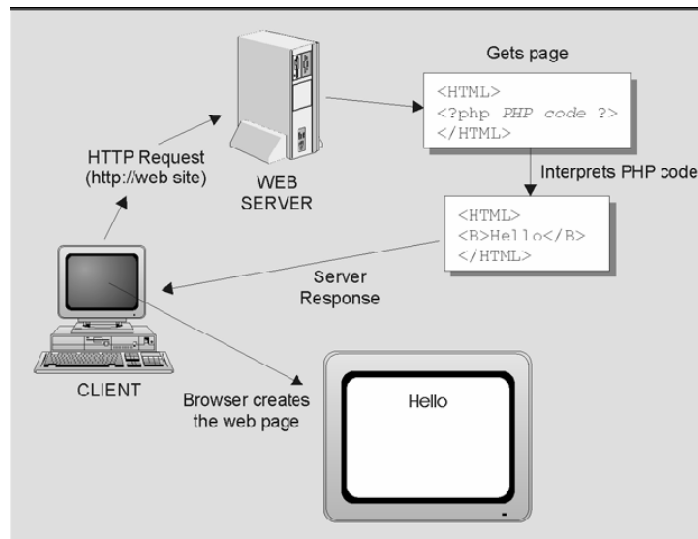 Gets page
<HTML>
<?php PHP code ?>
</HTML>
HTTP Request
(http://web site)
WEB
SERVER
Interprets PHP code
<HTML>
<B>Hello</B>
</HTML>
Server
Response
CLIENT
Browser creates
the web page
Hello